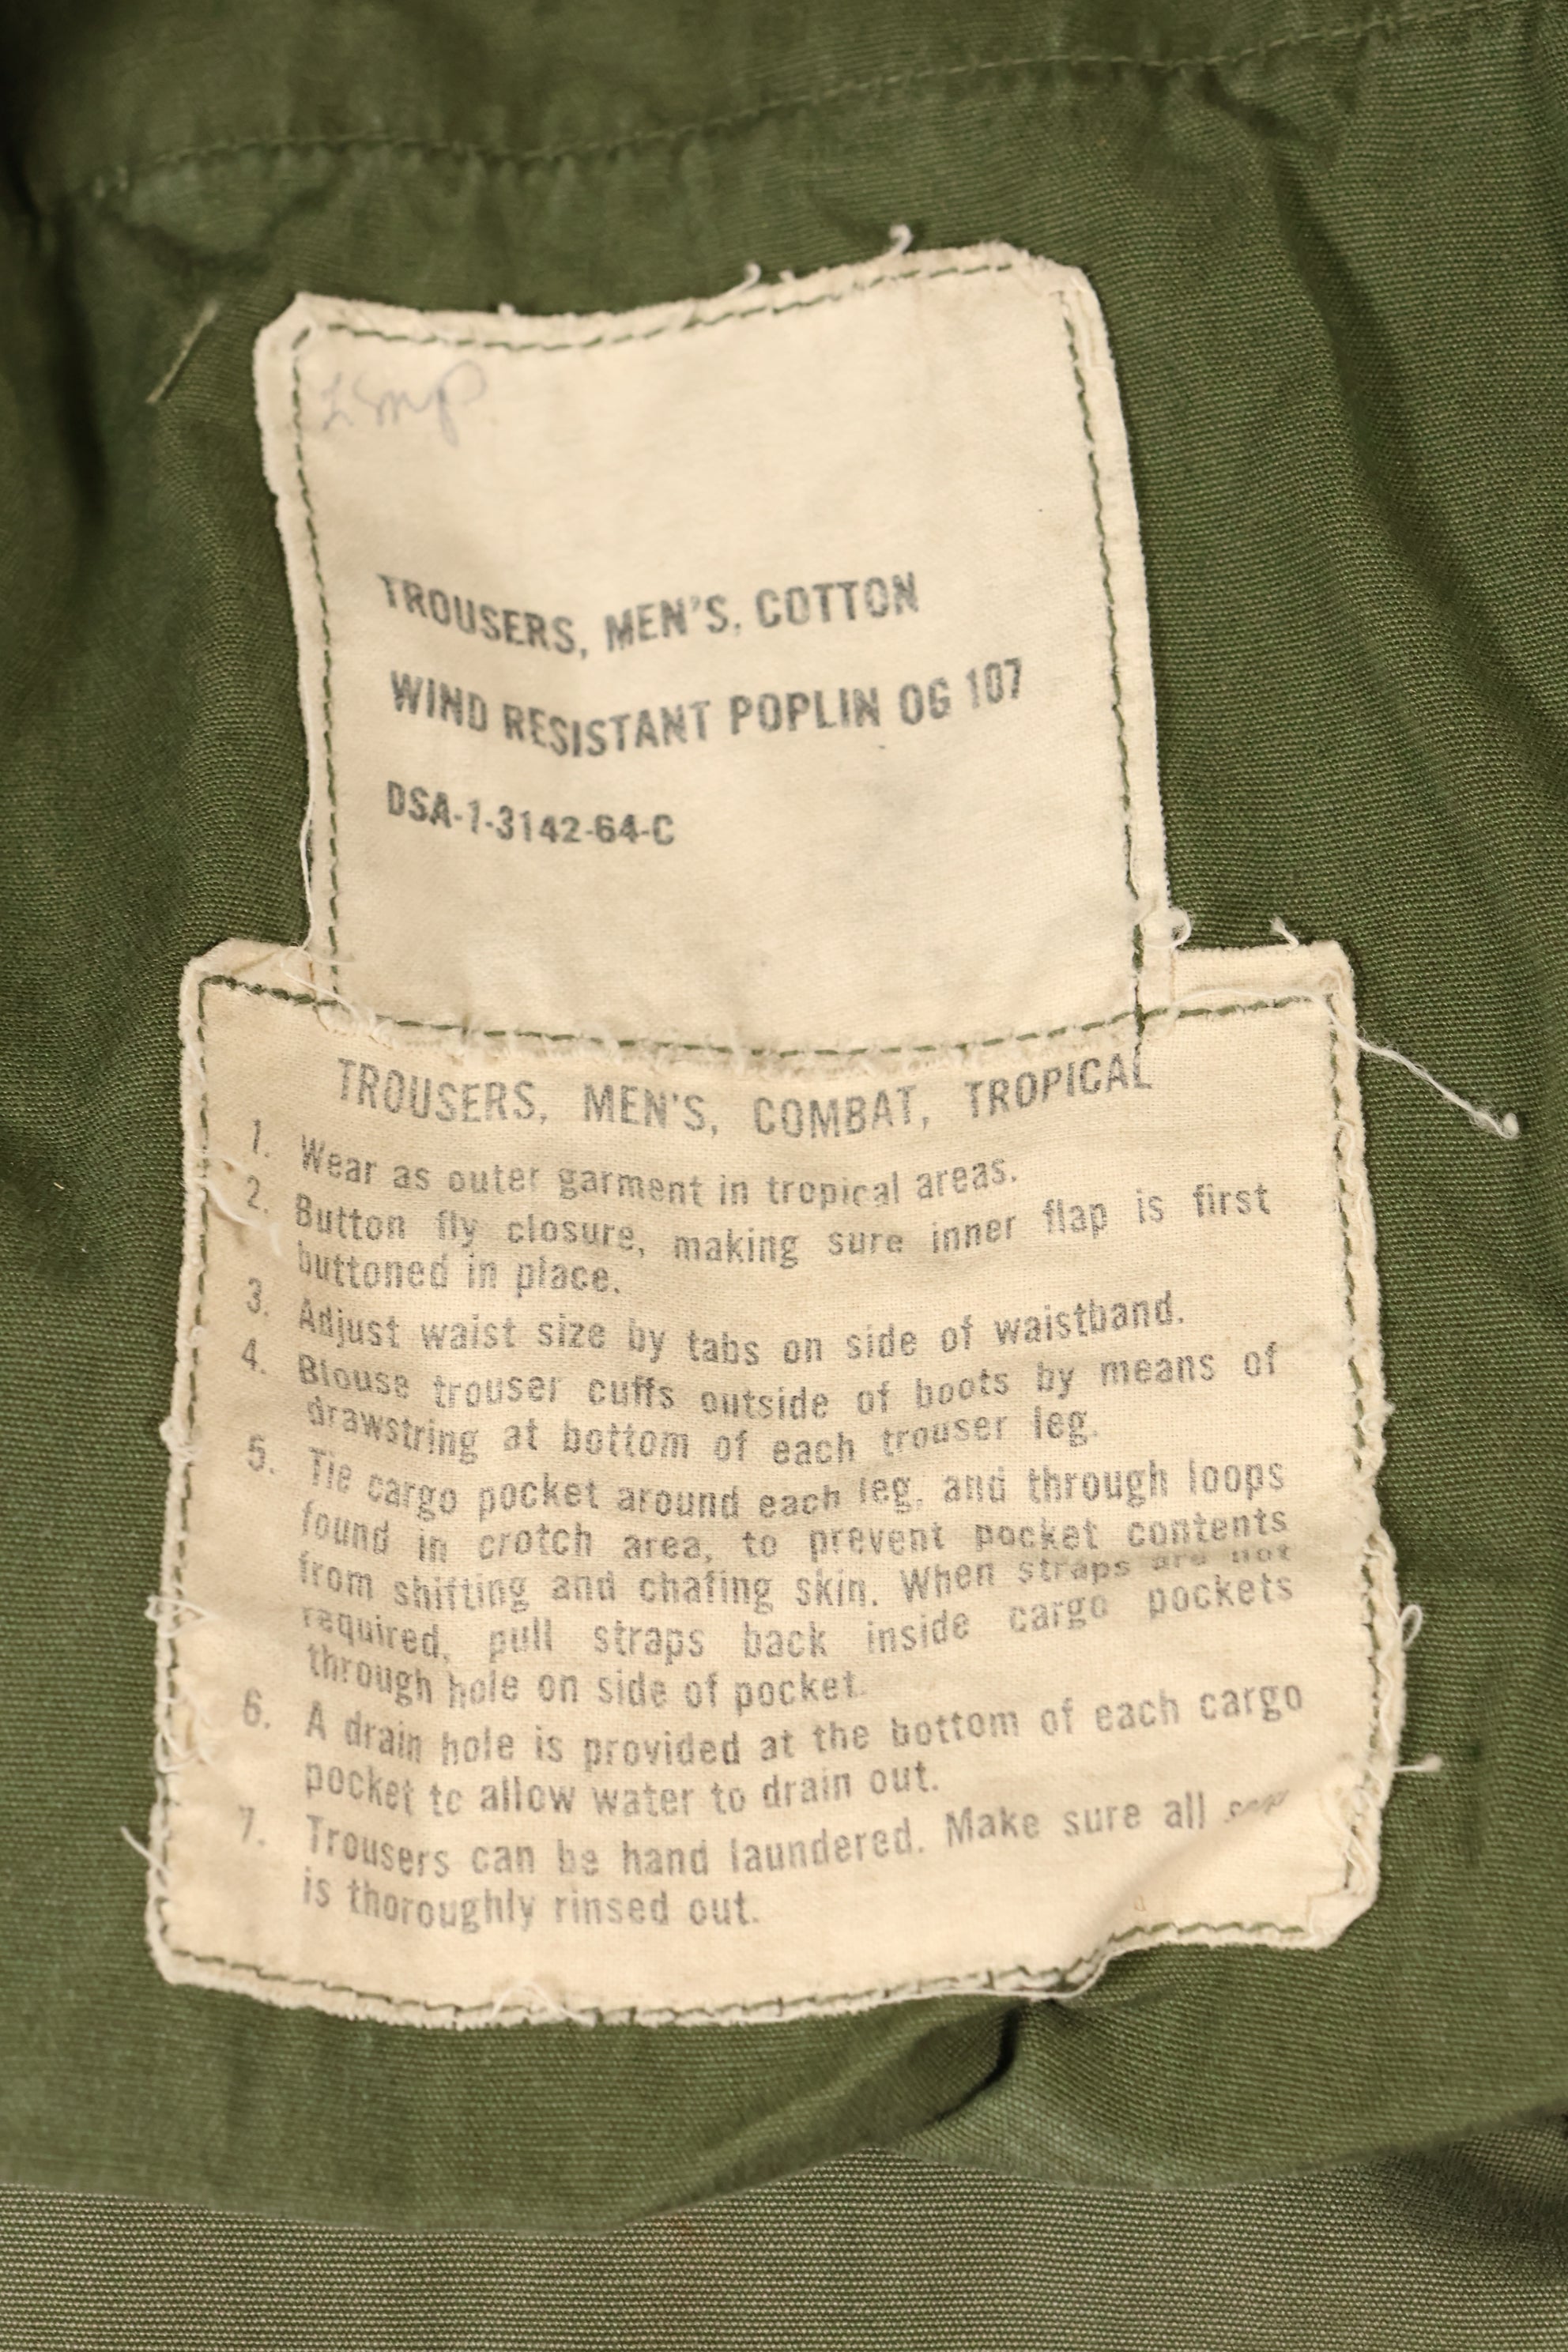 TROUSERS, MEN'S, COTTON
WIND RESISTANT POPLIN OG 107
DSA-1-3142-64-C
TROUSERS, MEN'S, COMBAT, TROPICAL
1. Wear as outer garment in tropical areas.
2. Button fly closure, making sure inner flap is first
buttoned in place.
3. Adjust waist size by tabs on side of waistband.
4. Blouse trouser cuffs outside of boots by means of
drawstring at bottom of each trouser leg.
5. Tie cargo pocket around each leg, and through loops
found in crotch area, to prevent pocket contents
from shifting and chafing skin. When straps are not
required, pull straps back inside cargo pockets
through hole on side of pocket.
6. A drain hole is provided at the bottom of each cargo
pocket to allow water to drain out.
7. Trousers can be hand laundered. Make sure all soap
is thoroughly rinsed out.